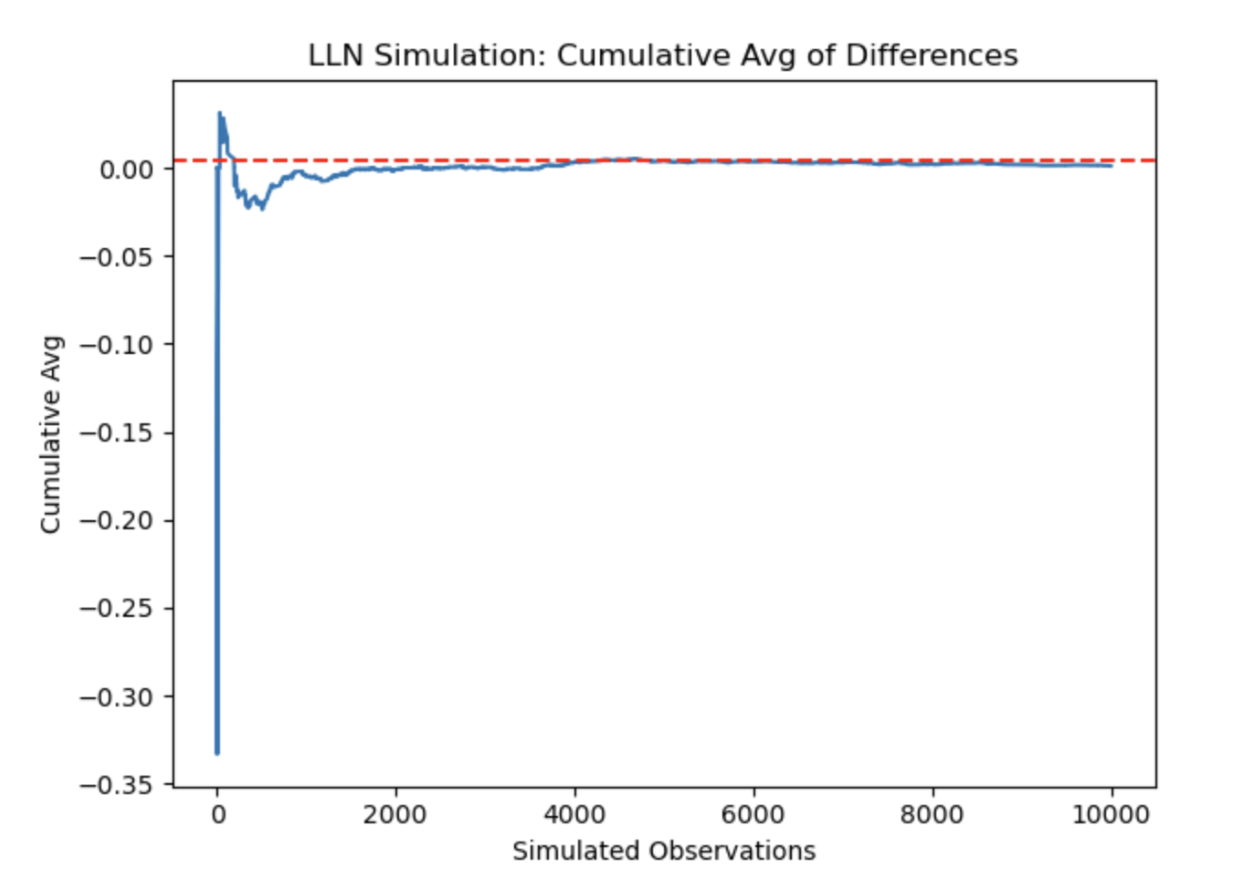 LLN Simulation: Cumulative Avg of Differences
Cumulative Avg
0.00
−0.05
−0.10
−0.15
−0.20
−0.25
−0.30
−0.35
0 2000 4000 6000 8000 10000
Simulated Observations